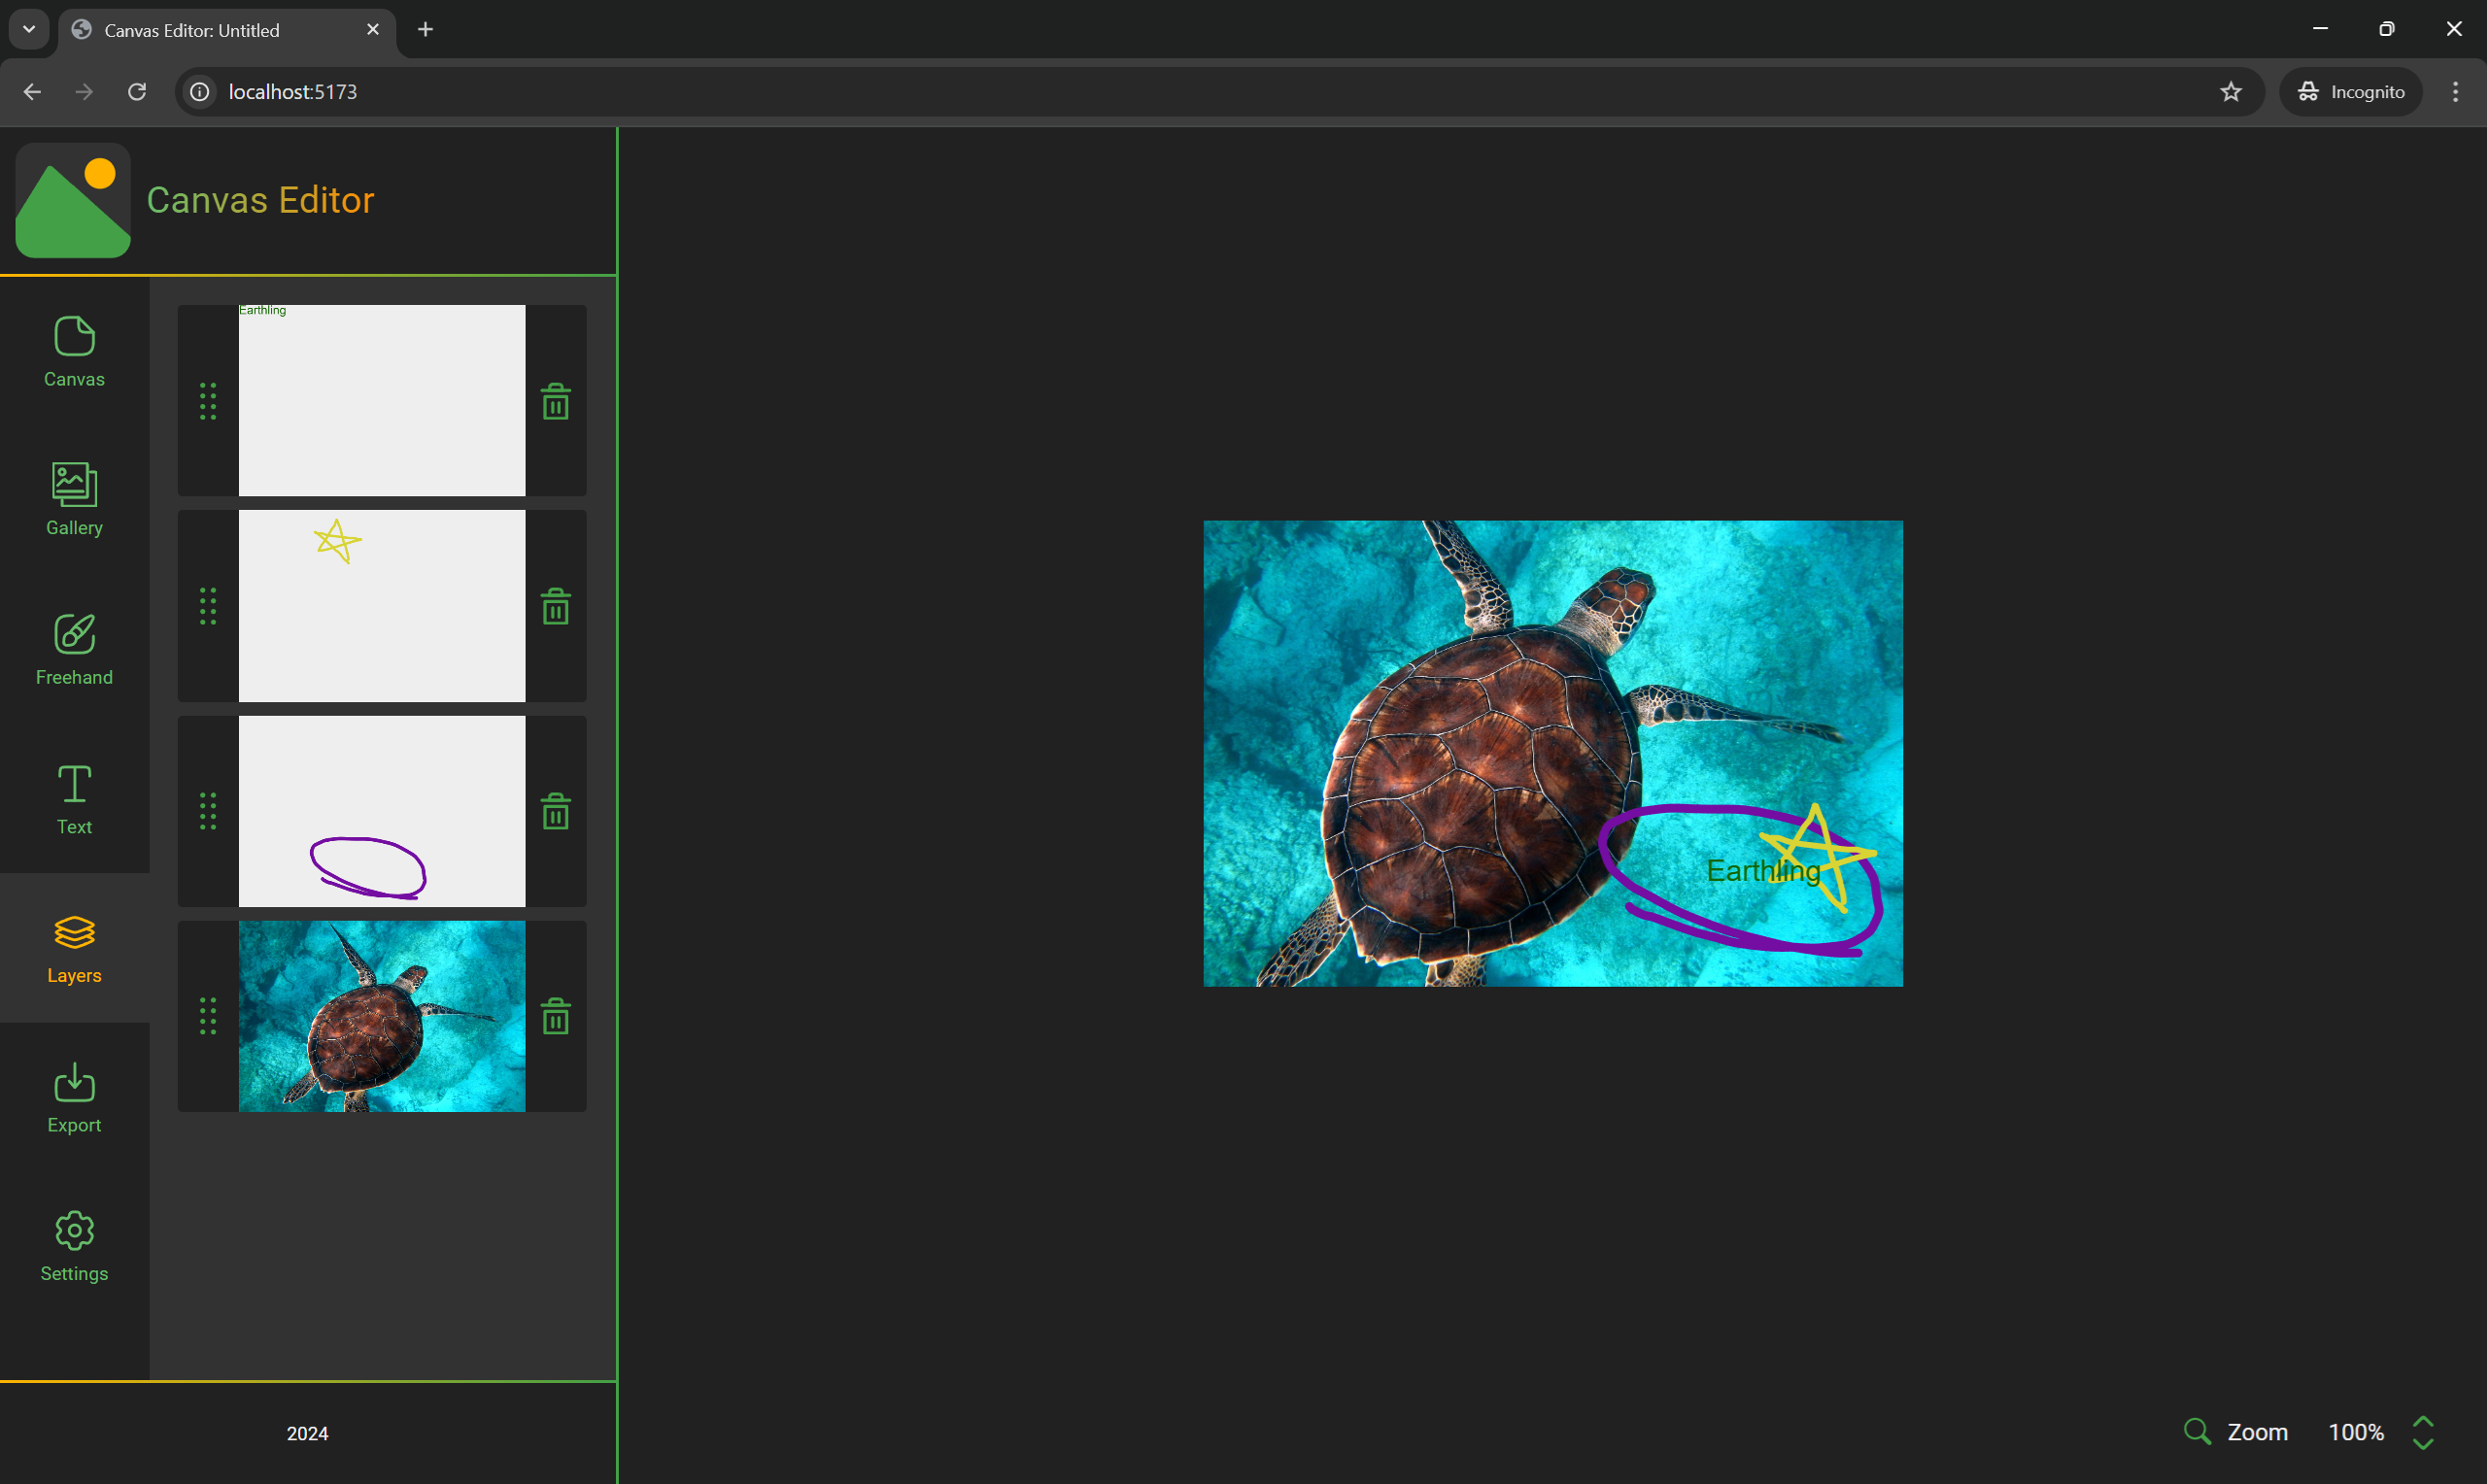 Canvas Editor: Untitled
localhost:5173
Incognito
Canvas Editor
Canvas
Gallery
Freehand
Text
Layers
Export
Settings
Earthling
Earthling
2024
Zoom 100%